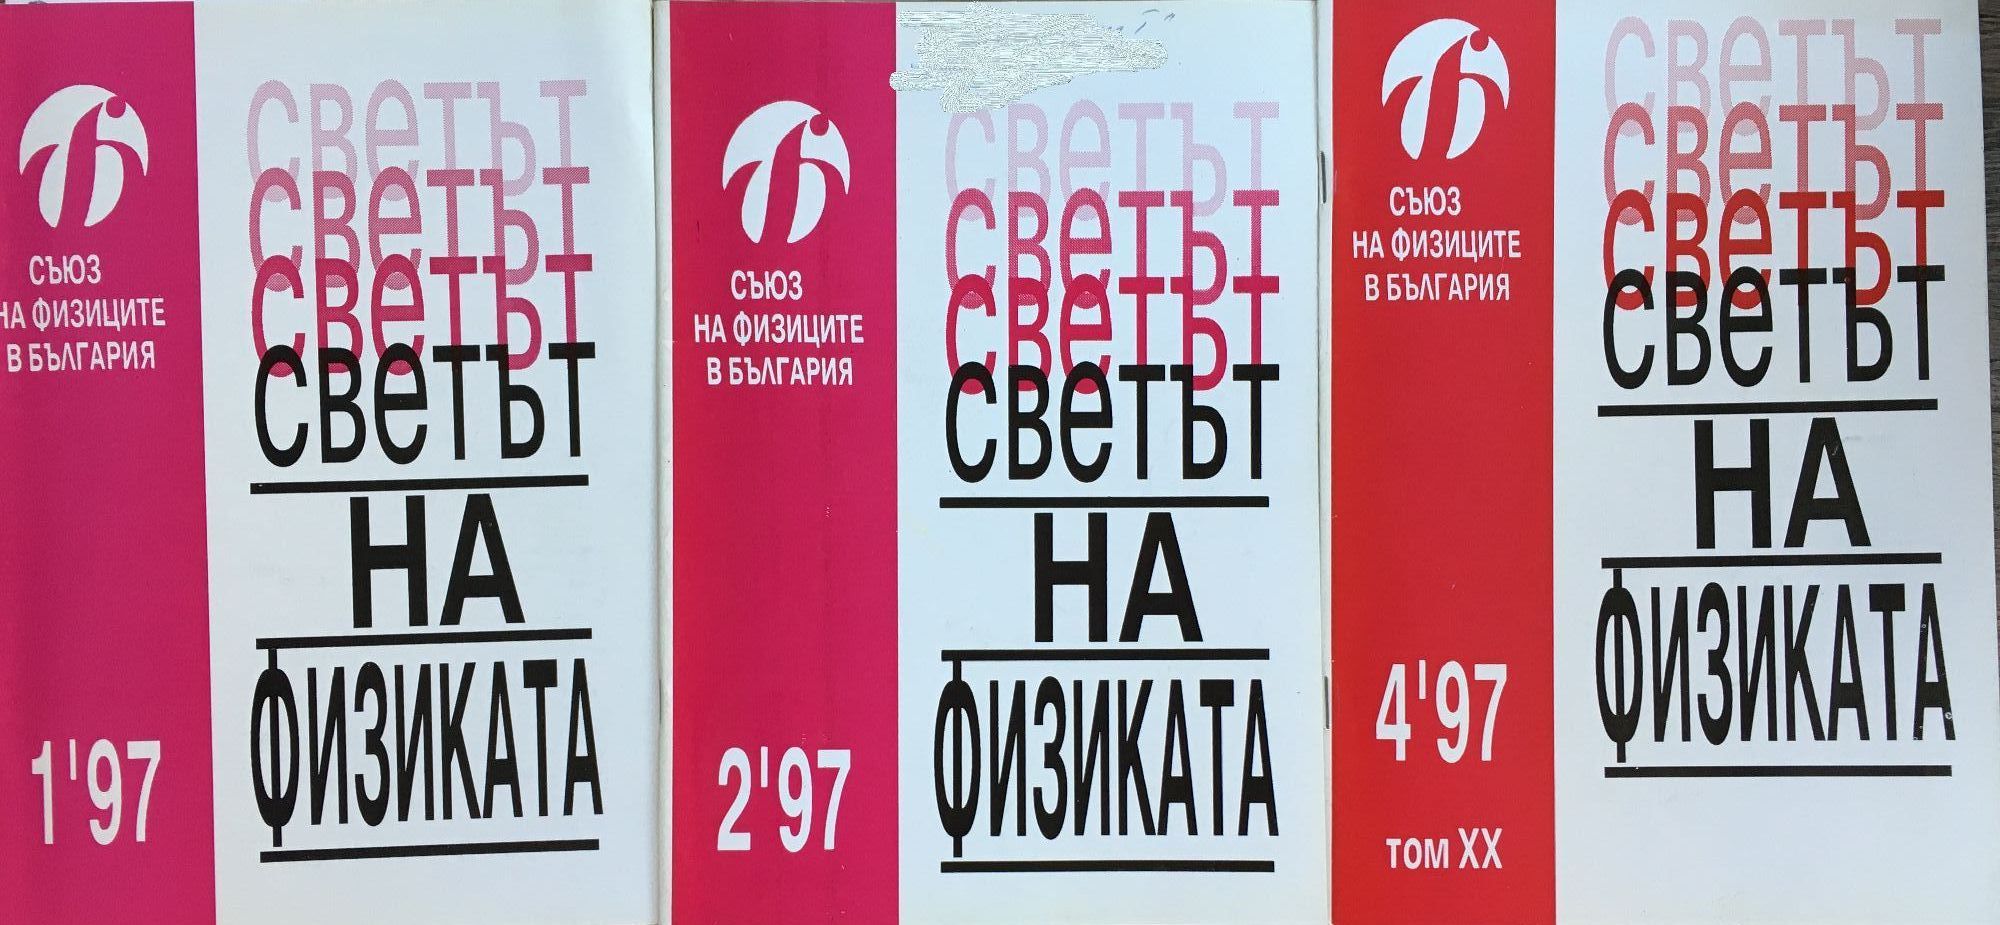 СЪЮЗ
НА ФИЗИЦИТЕ
В БЪЛГАРИЯ
1'97
светът
светът
светът
светът
НА
ФИЗИКАТА
СЪЮЗ
НА ФИЗИЦИТЕ
В БЪЛГАРИЯ
2'97
светът
светът
светът
светът
НА
ФИЗИКАТА
СЪЮЗ
НА ФИЗИЦИТЕ
В БЪЛГАРИЯ
4'97
том XX
светът
светът
светът
светът
НА
ФИЗИКАТА